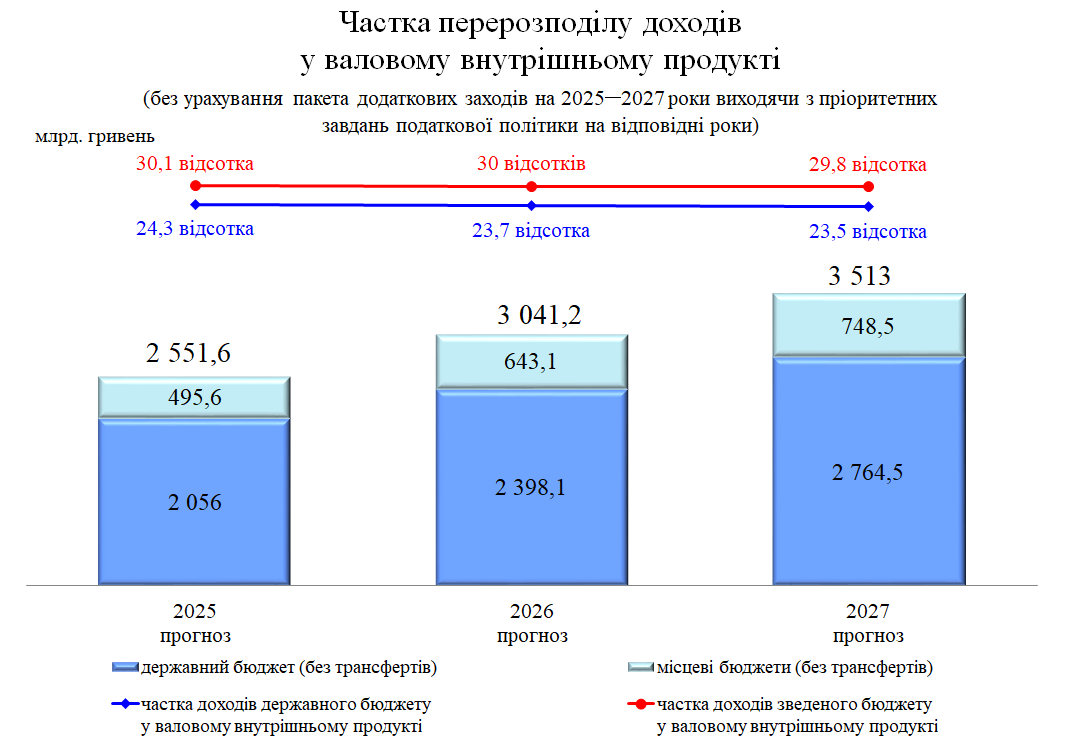 Частка перерозподілу доходів
у валовому внутрішньому продукті
(без урахування пакета додаткових заходів на 2025─2027 роки виходячи з пріоритетних
завдань податкової політики на відповідні роки)
млрд. гривень
30,1 відсотка
30 відсотків
29,8 відсотка
24,3 відсотка
23,7 відсотка
23,5 відсотка
2 551,6
3 041,2
3 513
495,6
643,1
748,5
2 056
2 398,1
2 764,5
2025
прогноз
2026
прогноз
2027
прогноз
державний бюджет (без трансфертів)
місцеві бюджети (без трансфертів)
частка доходів державного бюджету
у валовому внутрішньому продукті
частка доходів зведеного бюджету
у валовому внутрішньому продукті